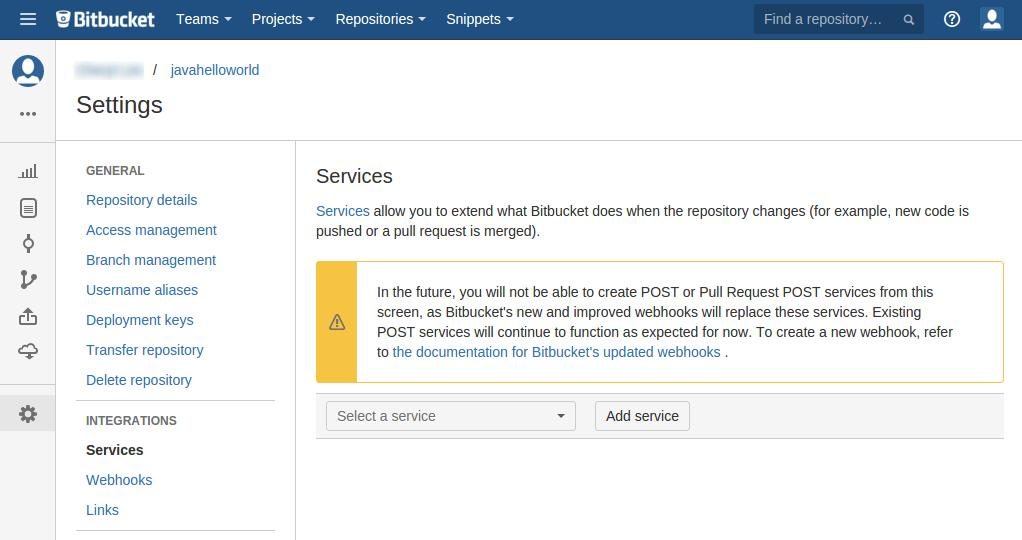 Bitbucket Teams Projects Repositories Snippets Find a repository...
/ javahelloworld
Settings
GENERAL
Repository details
Access management
Branch management
Username aliases
Deployment keys
Transfer repository
Delete repository
INTEGRATIONS
Services
Webhooks
Links
Services
Services allow you to extend what Bitbucket does when the repository changes (for example, new code is
pushed or a pull request is merged).
In the future, you will not be able to create POST or Pull Request POST services from this
screen, as Bitbucket's new and improved webhooks will replace these services. Existing
POST services will continue to function as expected for now. To create a new webhook, refer
to the documentation for Bitbucket's updated webhooks .
Select a service Add service